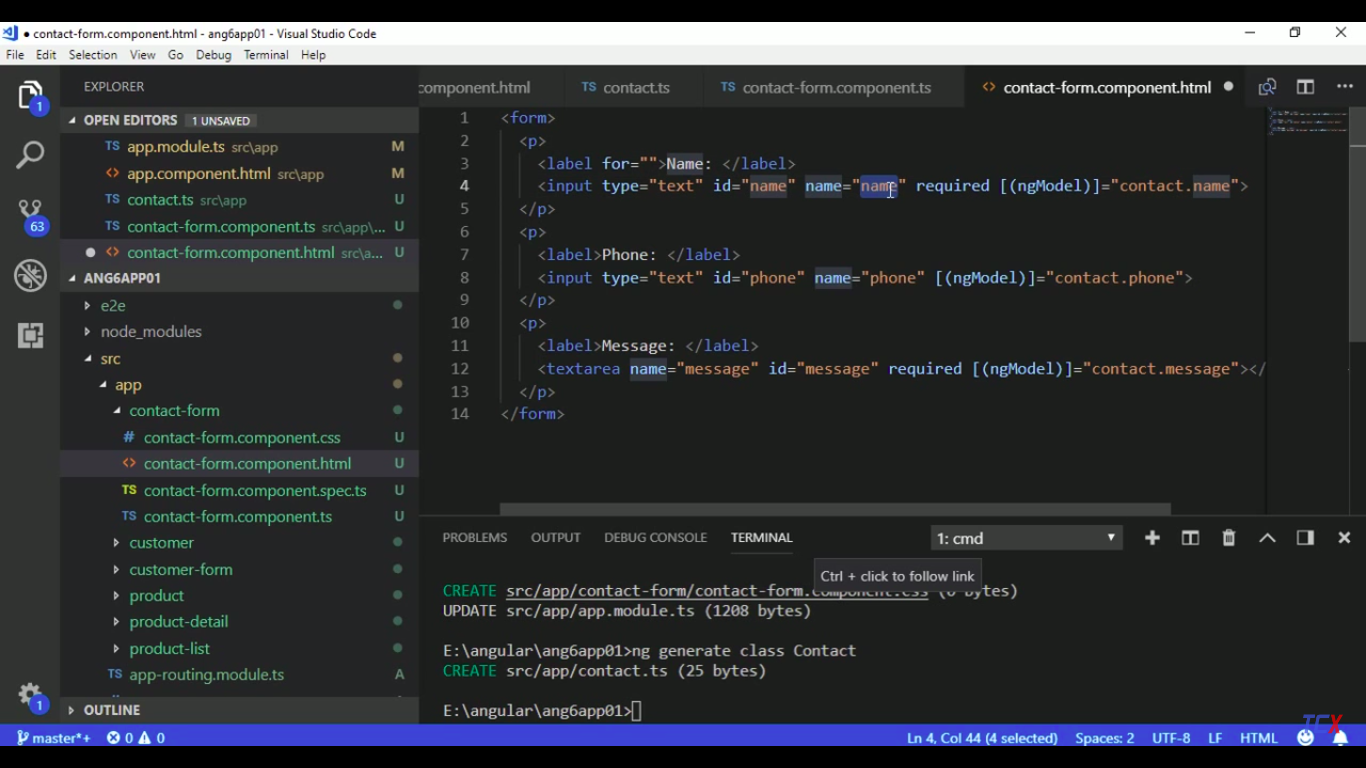 contact-form.component.html - ang6app01 - Visual Studio Code
File Edit Selection View Go Debug Terminal Help
EXPLORER
OPEN EDITORS 1 UNSAVED
TS app.module.ts src\app M
<> app.component.html src\app M
TS contact.ts src\app U
TS contact-form.component.ts src\app\... U
<> contact-form.component.html src\a... U
ANG6APP01
e2e
node_modules
src
app
contact-form
# contact-form.component.css U
<> contact-form.component.html U
TS contact-form.component.spec.ts U
TS contact-form.component.ts U
customer
customer-form
product
product-detail
product-list
TS app-routing.module.ts A
OUTLINE
1
63
1
component.html TS contact.ts TS contact-form.component.ts <> contact-form.component.html
1 <form>
2 <p>
3 <label for="">Name: </label>
4 <input type="text" id="name" name="name" required [(ngModel)]="contact.name">
5 </p>
6 <p>
7 <label>Phone: </label>
8 <input type="text" id="phone" name="phone" [(ngModel)]="contact.phone">
9 </p>
10 <p>
11 <label>Message: </label>
12 <textarea name="message" id="message" required [(ngModel)]="contact.message"></
13 </p>
14 </form>
PROBLEMS OUTPUT DEBUG CONSOLE TERMINAL 1: cmd
Ctrl + click to follow link
CREATE src/app/contact-form/contact-form.component.css (0 bytes)
UPDATE src/app/app.module.ts (1208 bytes)
E:\angular\ang6app01>ng generate class Contact
CREATE src/app/contact.ts (25 bytes)
E:\angular\ang6app01>
master*+ 0 0 Ln 4, Col 44 (4 selected) Spaces: 2 UTF-8 LF HTML
TCX